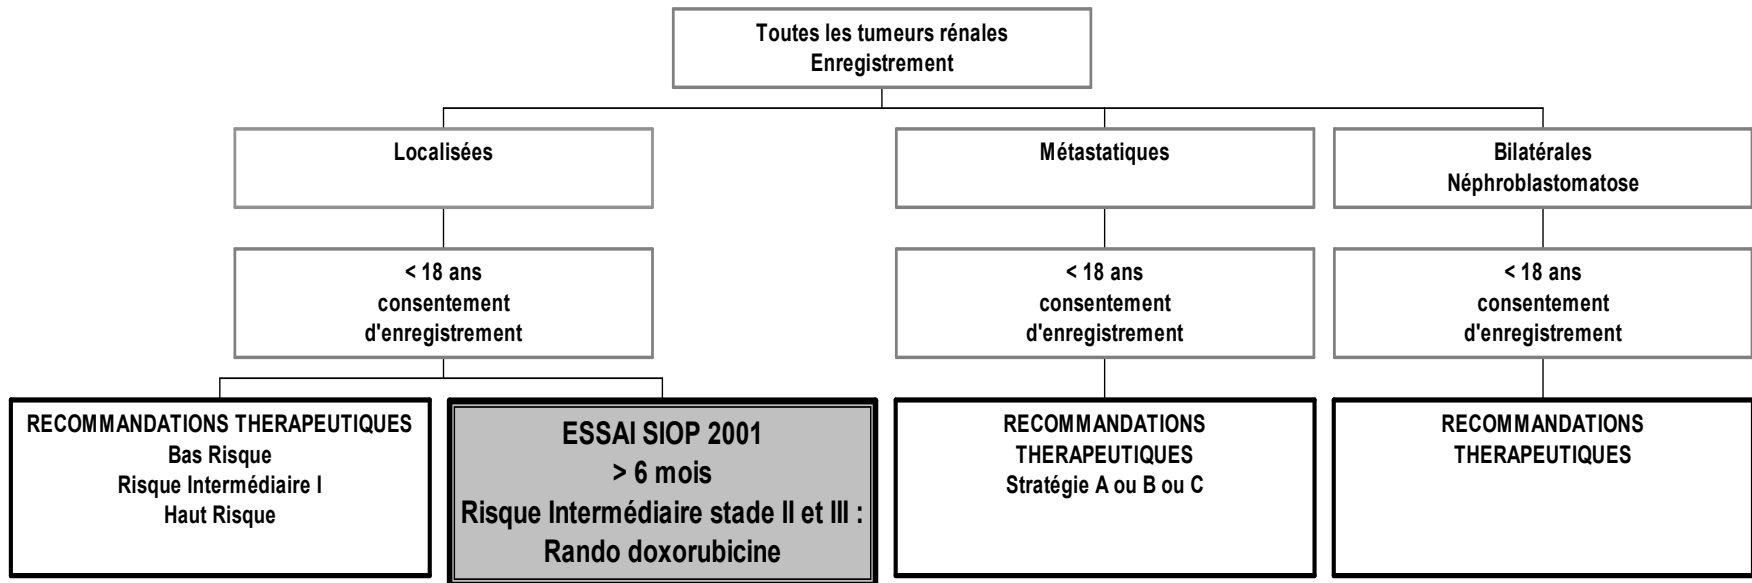 Toutes les tumeurs rénales
Enregistrement
Localisées
Métastatiques
Bilatérales
Néphroblastomatose
< 18 ans
consentement
d'enregistrement
< 18 ans
consentement
d'enregistrement
< 18 ans
consentement
d'enregistrement
RECOMMANDATIONS THERAPEUTIQUES
Bas Risque
Risque Intermédiaire I
Haut Risque
ESSAI SIOP 2001
> 6 mois
Risque Intermédiaire stade II et III :
Rando doxorubicine
RECOMMANDATIONS
THERAPEUTIQUES
Stratégie A ou B ou C
RECOMMANDATIONS
THERAPEUTIQUES